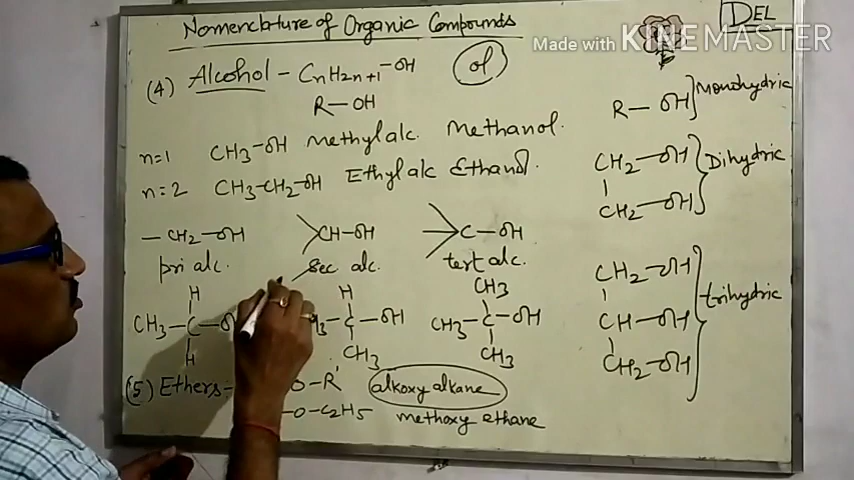 Nomenclature of Organic Compounds
DEL
Made with KINEMASTER
(4) Alcohol - CnH2n+1-OH ol
R-OH
n=1 CH3-OH Methyl alc. Methanol.
n=2 CH3-CH2-OH Ethyl alc Ethanol.
-CH2-OH >CH-OH C-OH
pri alc. sec alc. tert alc.
H H CH3
CH3-C-O C-OH CH3-C-OH
H CH3 CH3
(5) Ethers- O-R' alkoxy alkane
-O-C2H5 methoxy ethane
R-OH Monohydric
CH2-OH Dihydric
CH2-OH
CH2-OH
CH-OH trihydric
CH2-OH